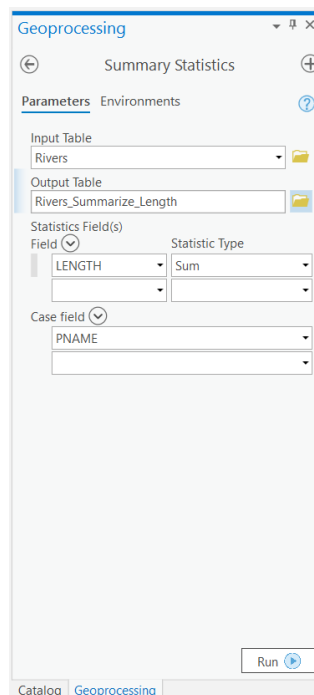 Geoprocessing
Summary Statistics
Parameters Environments
Input Table
Rivers
Output Table
Rivers_Summarize_Length
Statistics Field(s)
Field Statistic Type
LENGTH Sum
Case field
PNAME
Run
Catalog Geoprocessing